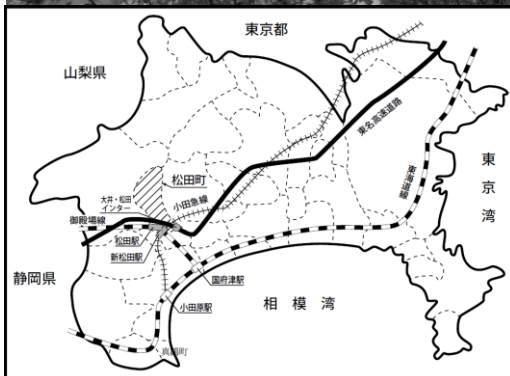 東京都
山梨県
東名高速道路
東京湾
松田町
東海道線
大井・松田
インター
小田急線
御殿場線
松田駅
新松田駅
静岡県
国府津駅
相模湾
小田原駅
真鶴町